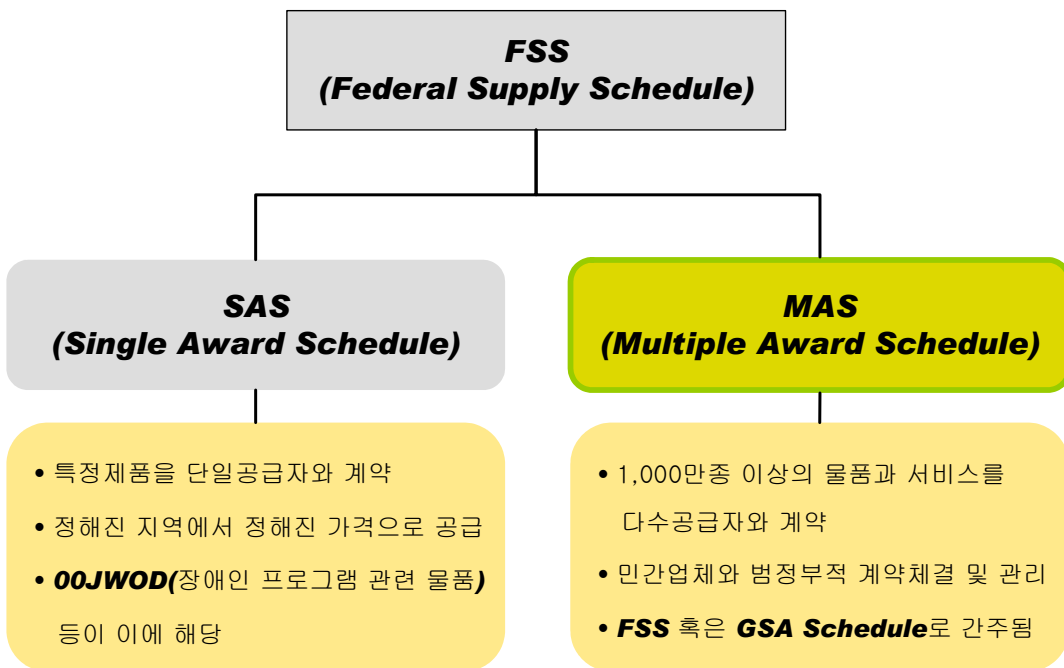 FSS
(Federal Supply Schedule)
SAS
(Single Award Schedule)
• 특정제품을 단일공급자와 계약
• 정해진 지역에서 정해진 가격으로 공급
• 00JWOD(장애인 프로그램 관련 물품)
등이 이에 해당
MAS
(Multiple Award Schedule)
• 1,000만종 이상의 물품과 서비스를
다수공급자와 계약
• 민간업체와 범정부적 계약체결 및 관리
• FSS 혹은 GSA Schedule로 간주됨